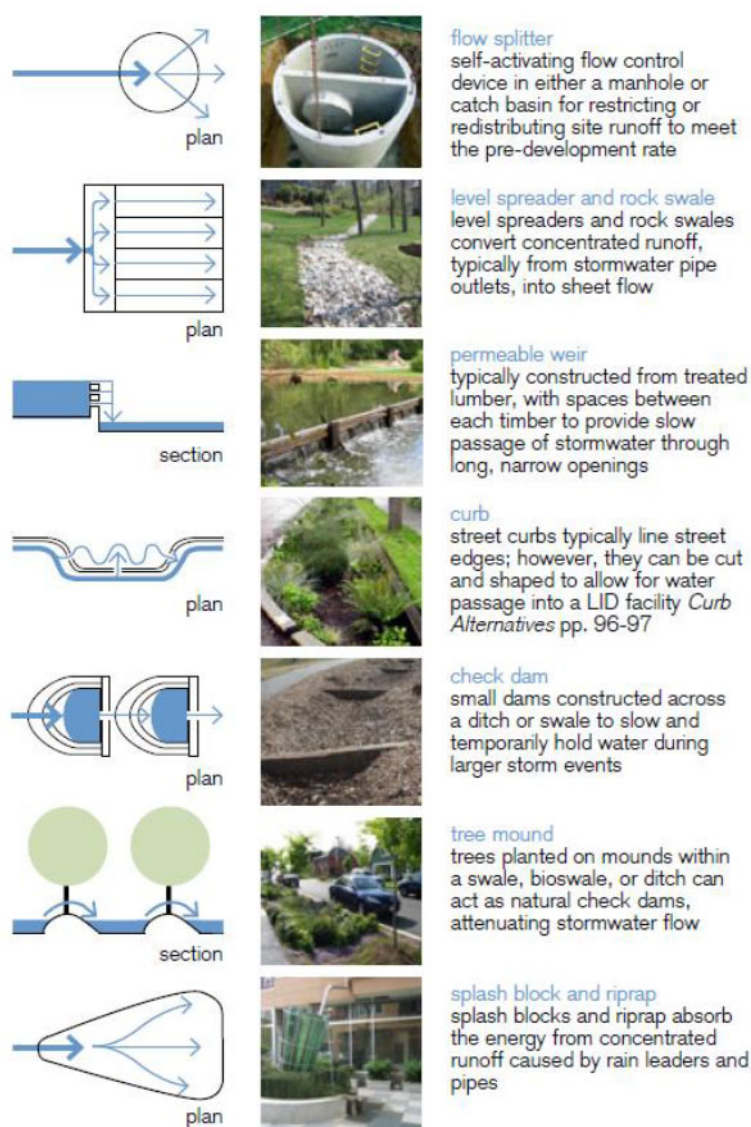 flow splitter
self-activating flow control
device in either a manhole or
catch basin for restricting or
redistributing site runoff to meet
the pre-development rate
plan
level spreader and rock swale
level spreaders and rock swales
convert concentrated runoff,
typically from stormwater pipe
outlets, into sheet flow
plan
permeable weir
typically constructed from treated
lumber, with spaces between
each timber to provide slow
passage of stormwater through
long, narrow openings
section
curb
street curbs typically line street
edges; however, they can be cut
and shaped to allow for water
passage into a LID facility Curb
Alternatives pp. 96-97
plan
check dam
small dams constructed across
a ditch or swale to slow and
temporarily hold water during
larger storm events
plan
tree mound
trees planted on mounds within
a swale, bioswale, or ditch can
act as natural check dams,
attenuating stormwater flow
section
splash block and riprap
splash blocks and riprap absorb
the energy from concentrated
runoff caused by rain leaders and
pipes
plan